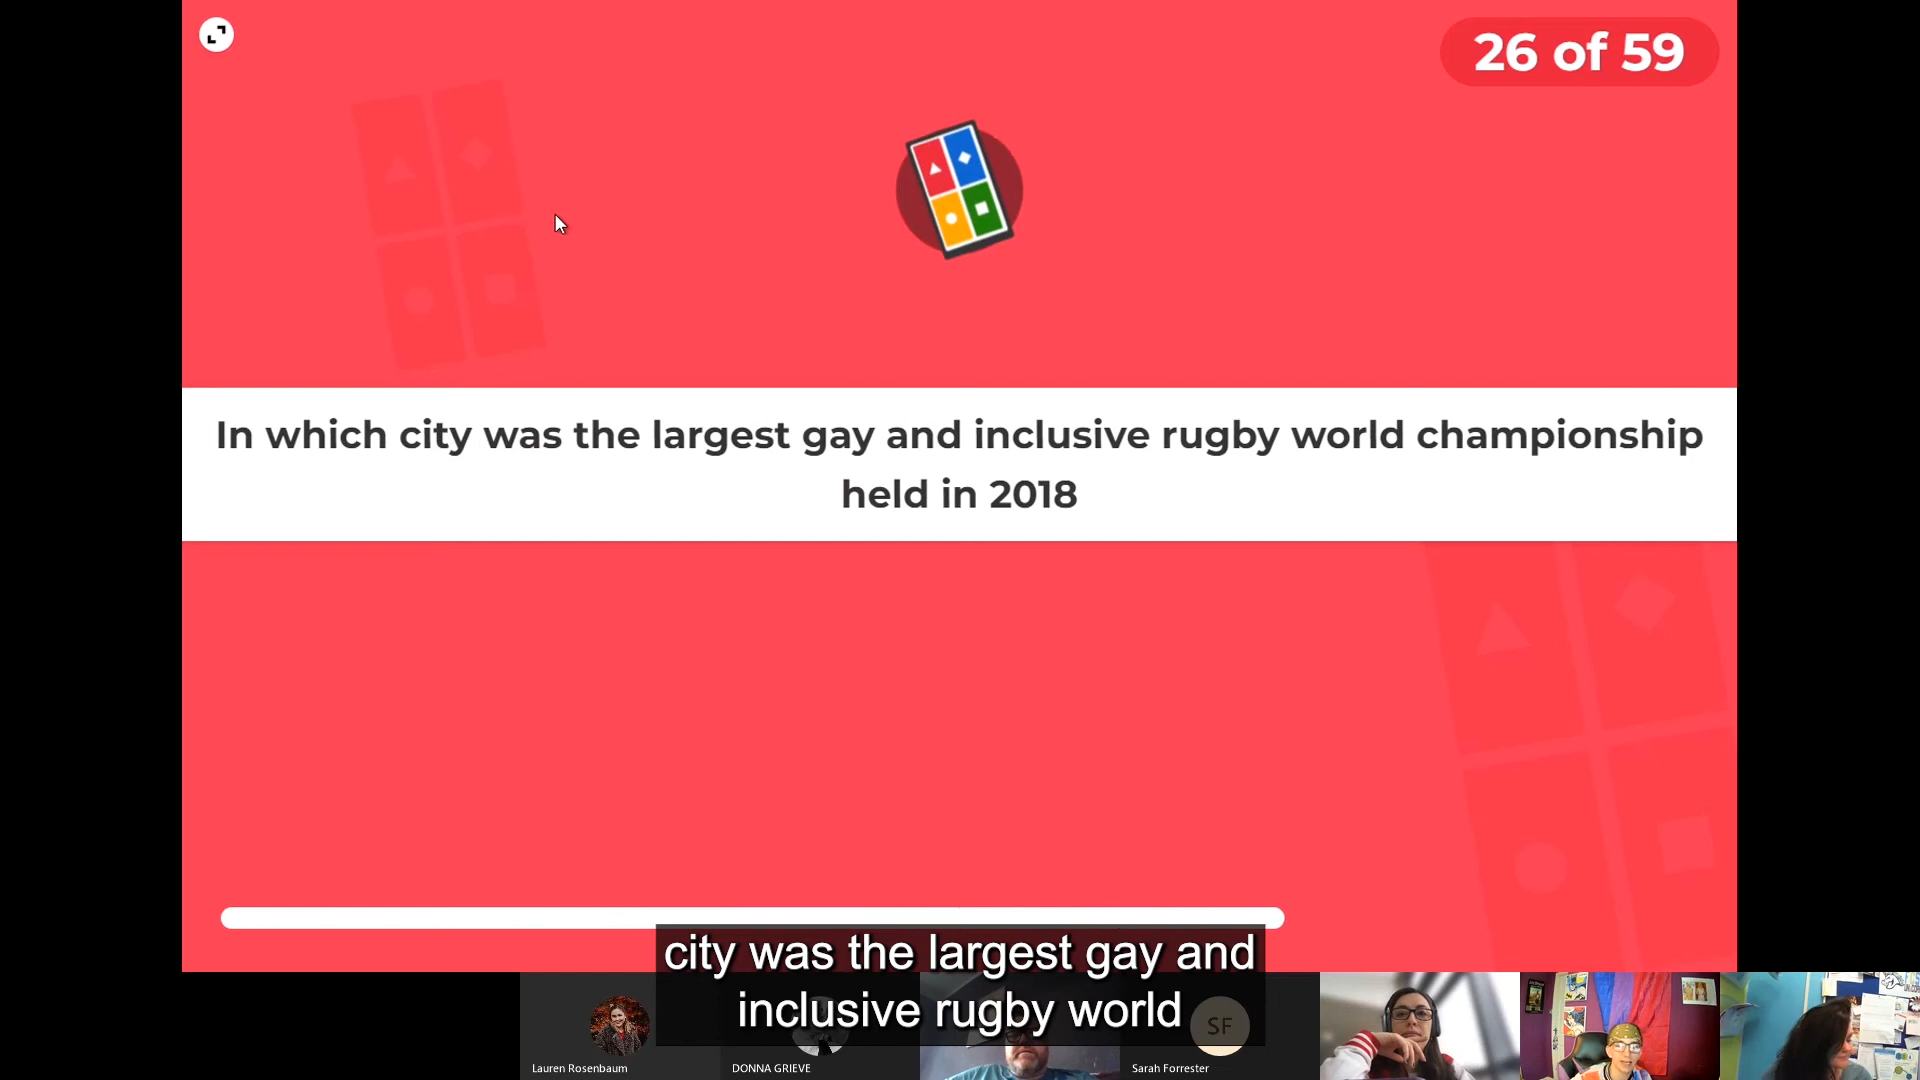 26 of 59
In which city was the largest gay and inclusive rugby world championship
held in 2018
city was the largest gay and
inclusive rugby world
SF
Lauren Rosenbaum
DONNA GRIEVE
Sarah Forrester